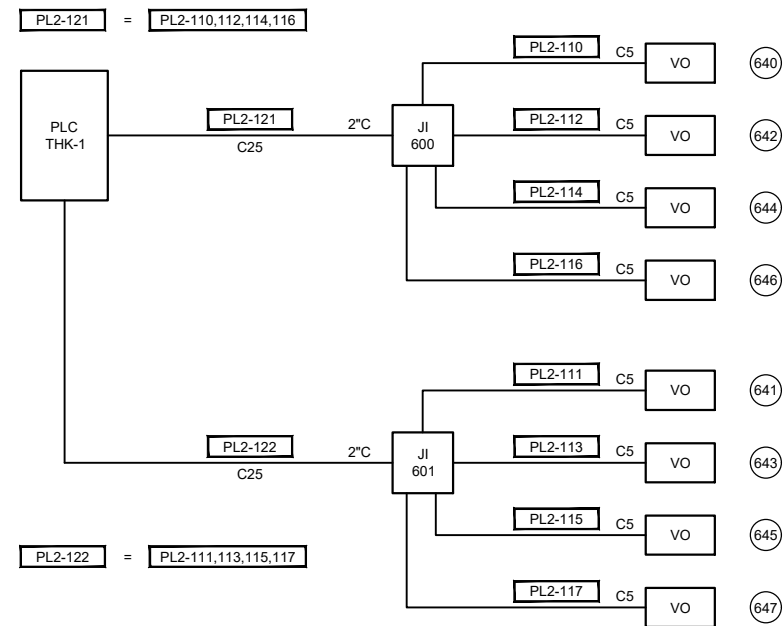 PL2-121 = PL2-110,112,114,116
PL2-110 C5 VO 640
PLC
THK-1
PL2-121 2"C
C25
JI
600
PL2-112 C5 VO 642
PL2-114 C5 VO 644
PL2-116 C5 VO 646
PL2-111 C5 VO 641
PL2-122 2"C
C25
JI
601
PL2-113 C5 VO 643
PL2-115 C5 VO 645
PL2-122 = PL2-111,113,115,117
PL2-117 C5 VO 647